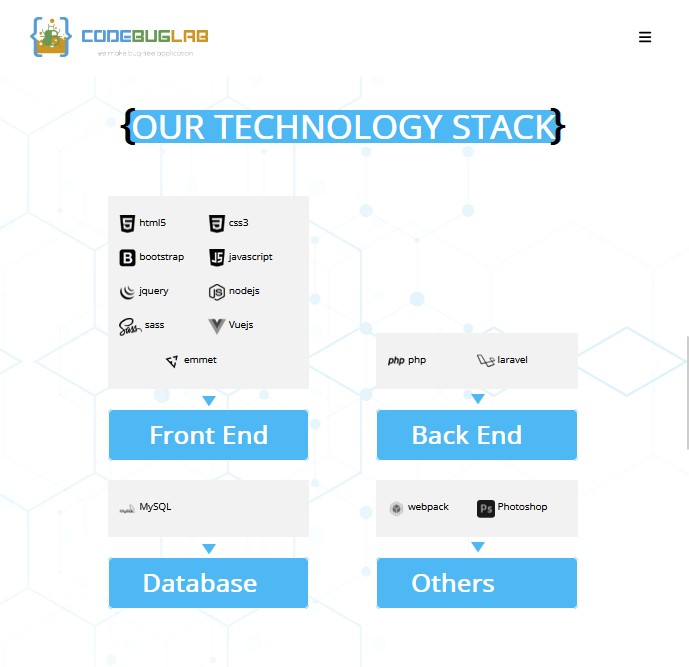 CODEBUGLAB
we make bug-free application
{OUR TECHNOLOGY STACK}
html5 css3
bootstrap javascript
jquery nodejs
sass Vuejs
emmet
php php laravel
Front End Back End
MySQL webpack Ps Photoshop
Database Others